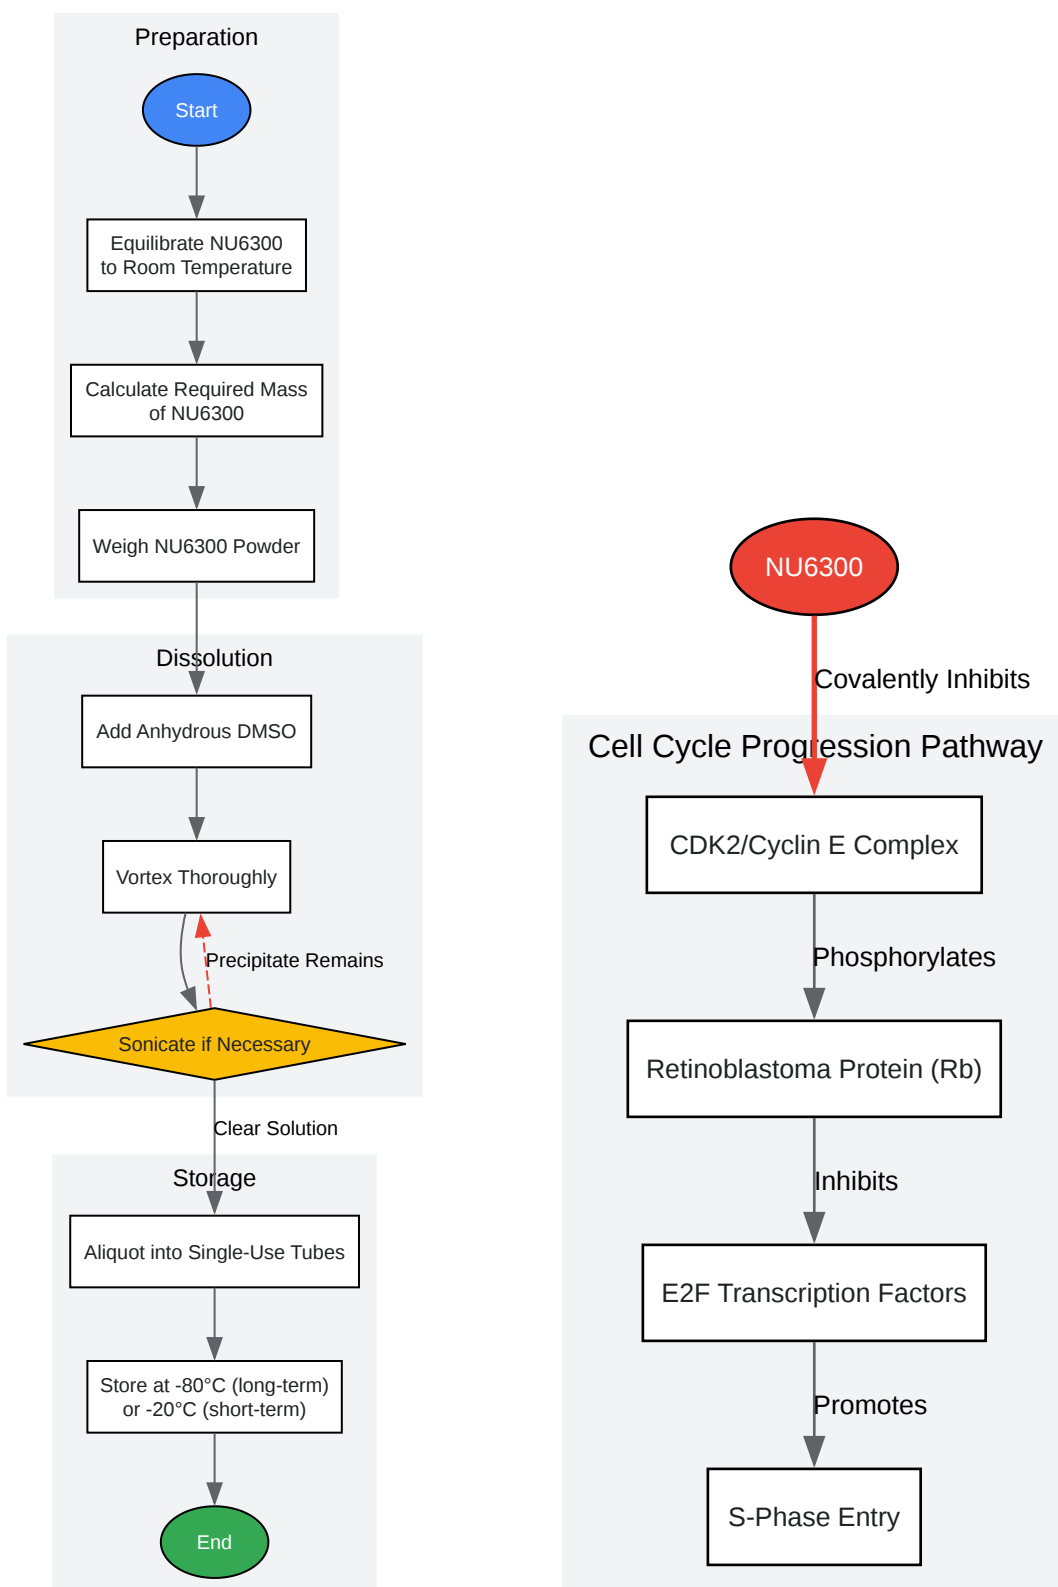 Preparation
Start
Equilibrate NU6300
to Room Temperature
Calculate Required Mass
of NU6300
Weigh NU6300 Powder
Dissolution
Add Anhydrous DMSO
Vortex Thoroughly
Precipitate Remains
Sonicate if Necessary
Clear Solution
Storage
Aliquot into Single-Use Tubes
Store at -80°C (long-term)
or -20°C (short-term)
End
NU6300
Covalently Inhibits
Cell Cycle Progression Pathway
CDK2/Cyclin E Complex
Phosphorylates
Retinoblastoma Protein (Rb)
Inhibits
E2F Transcription Factors
Promotes
S-Phase Entry